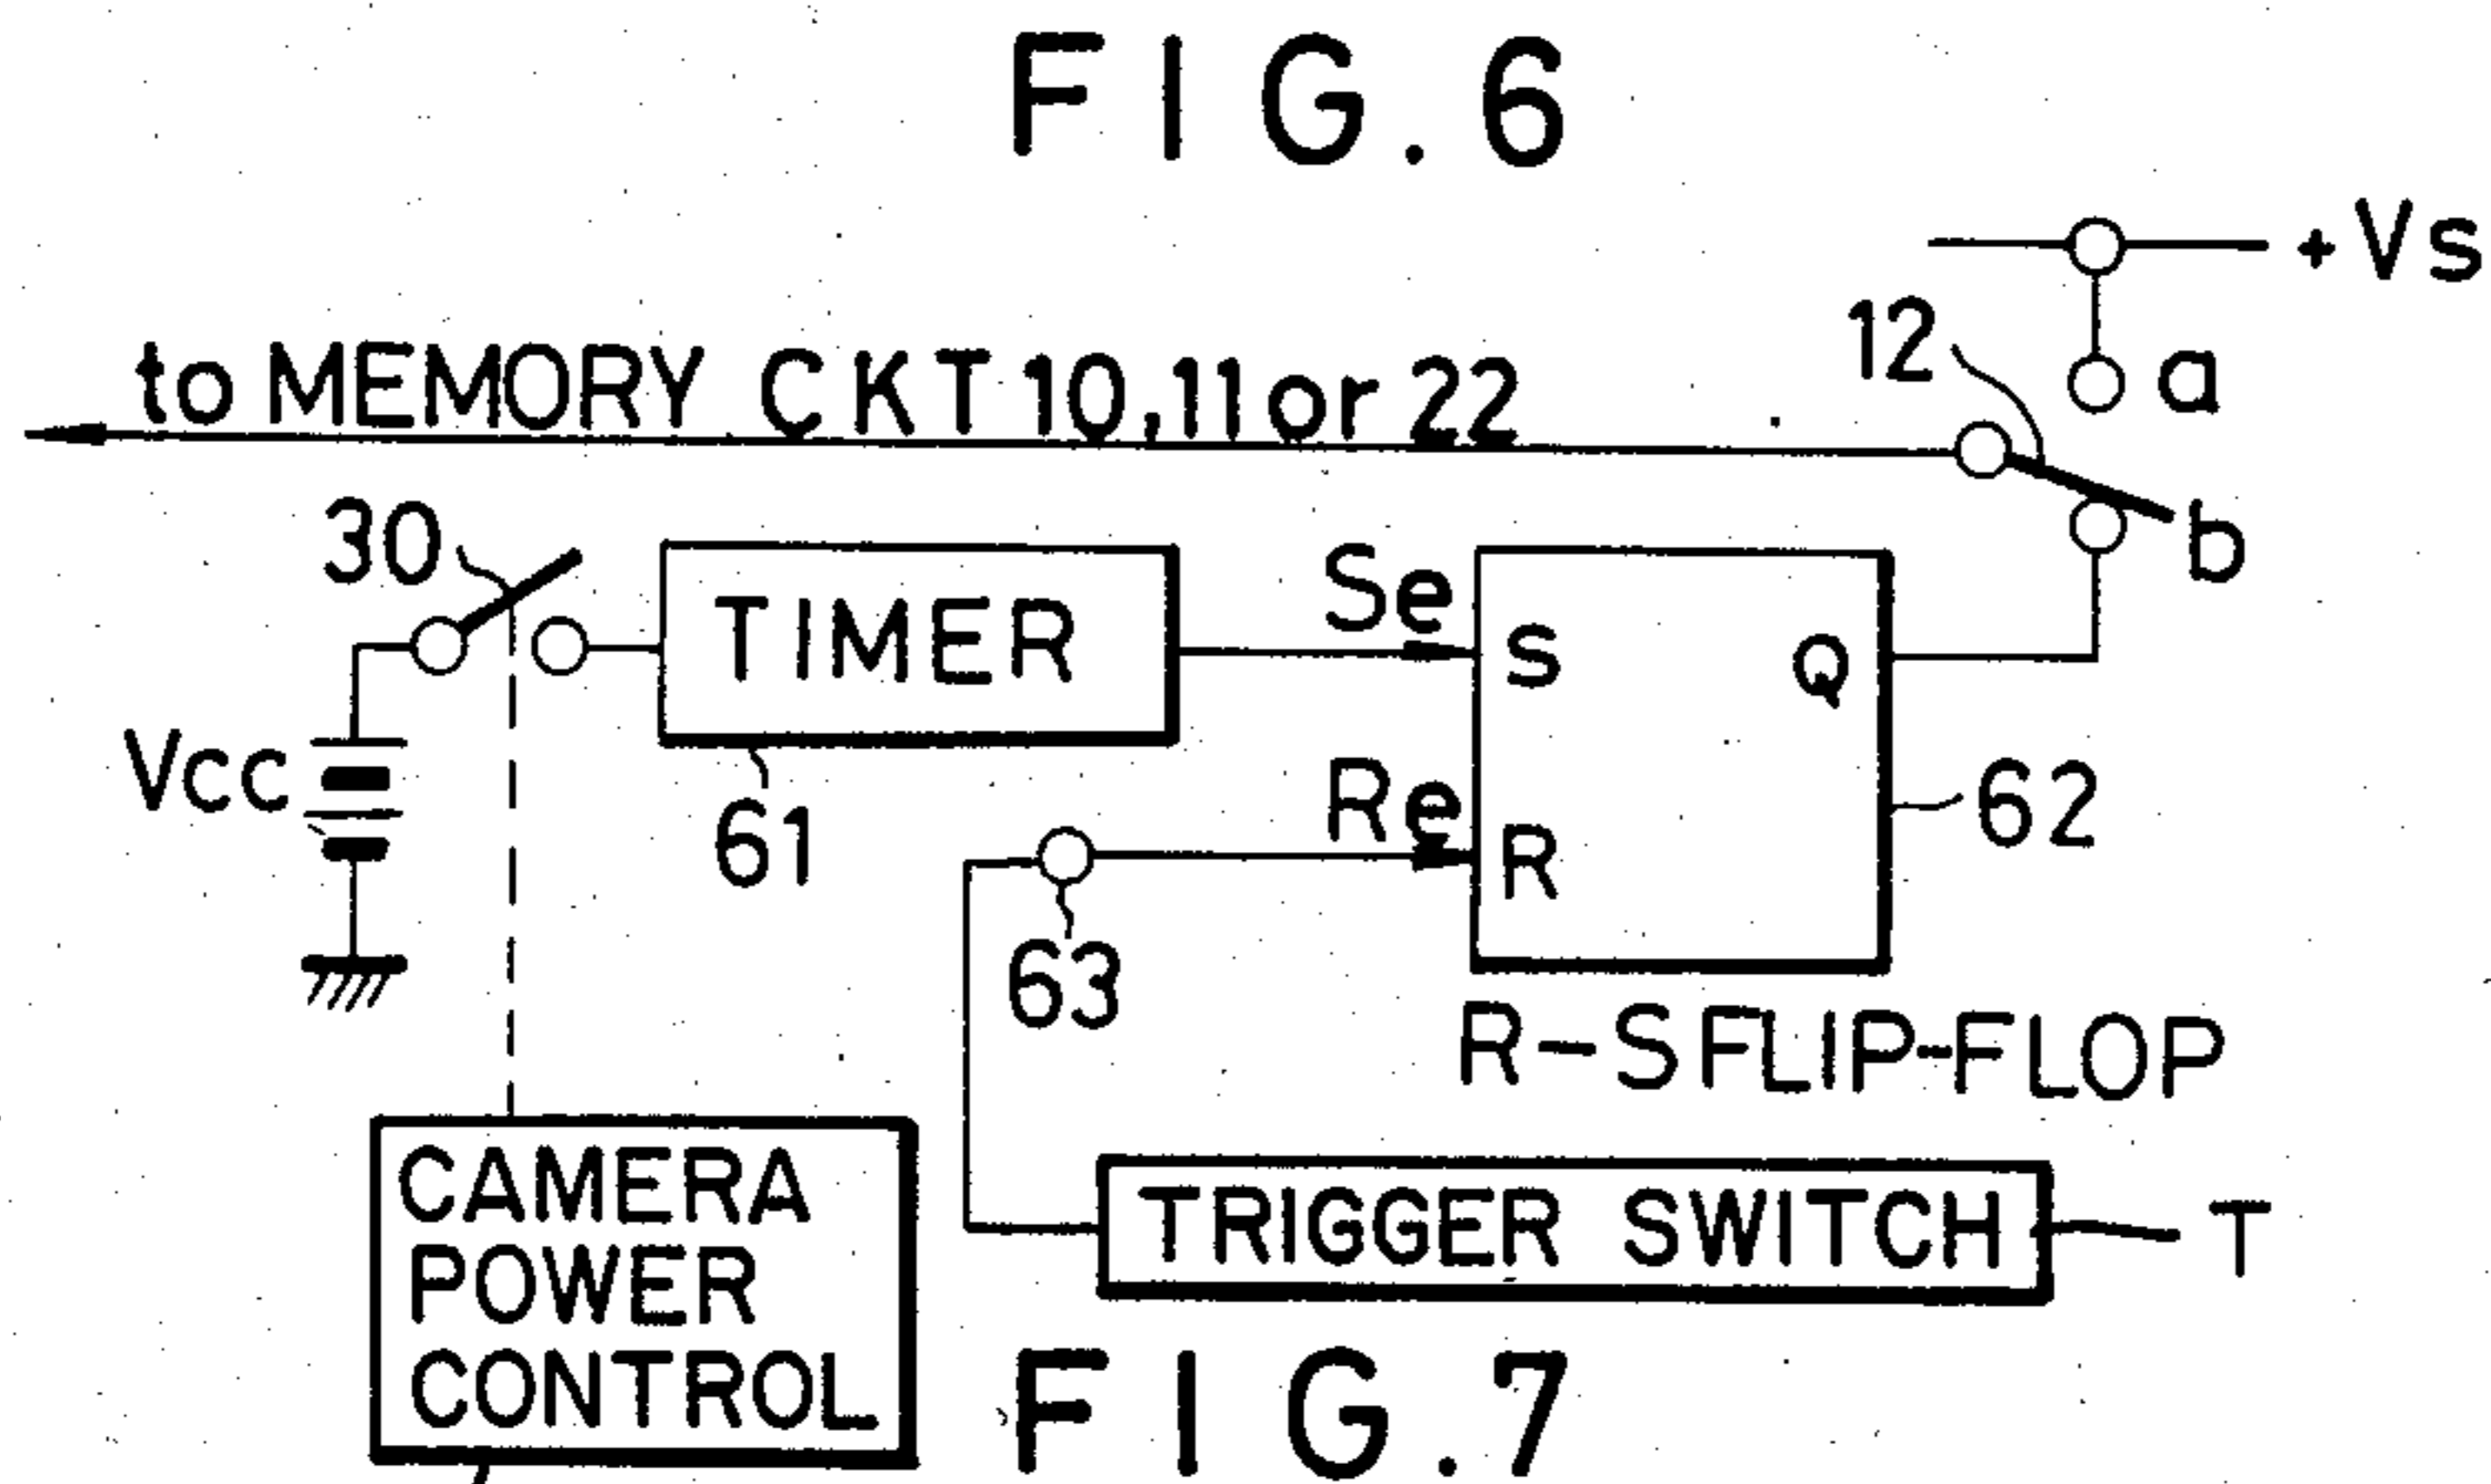 FIG.6
+Vs
12
a
to MEMORY CKT 10,11 or 22
30
b
TIMER
Se
S
Q
Vcc
61
Re
R
62
63
R-S FLIP-FLOP
CAMERA
POWER
CONTROL
TRIGGER SWITCH
T
FIG.7